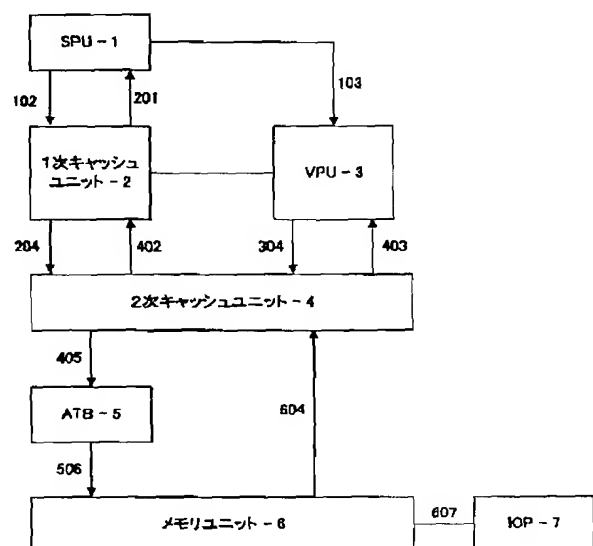 SPU - 1
102
201
103
1次キャッシュ
ユニット - 2
VPU - 3
204
402
304
403
2次キャッシュユニット - 4
405
604
ATB - 5
506
メモリユニット - 6
607
IOP - 7